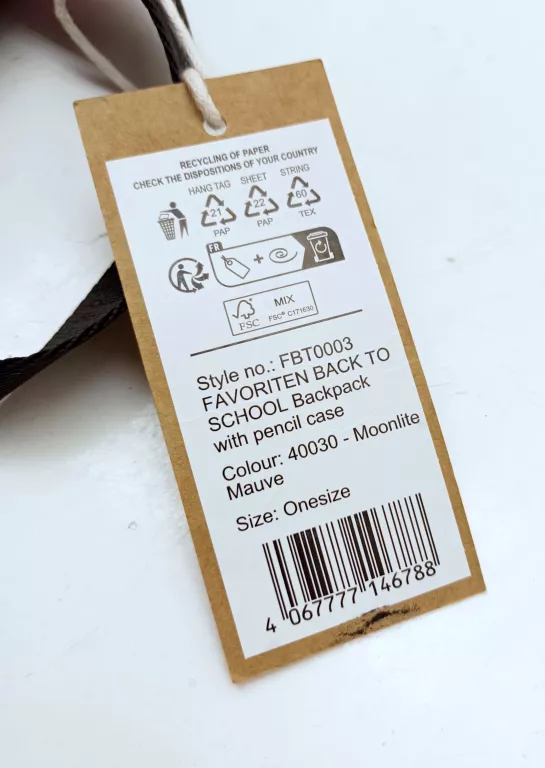 RECYCLING OF PAPER
CHECK THE DISPOSITIONS OF YOUR COUNTRY
HANG TAG SHEET STRING
21 22 60
PAP PAP TEX
FR
+
FSC MIX
FSC® C171630
Style no.: FBT0003
FAVORITEN BACK TO
SCHOOL Backpack
with pencil case
Colour: 40030 - Moonlite
Mauve
Size: Onesize
4 067777 146788